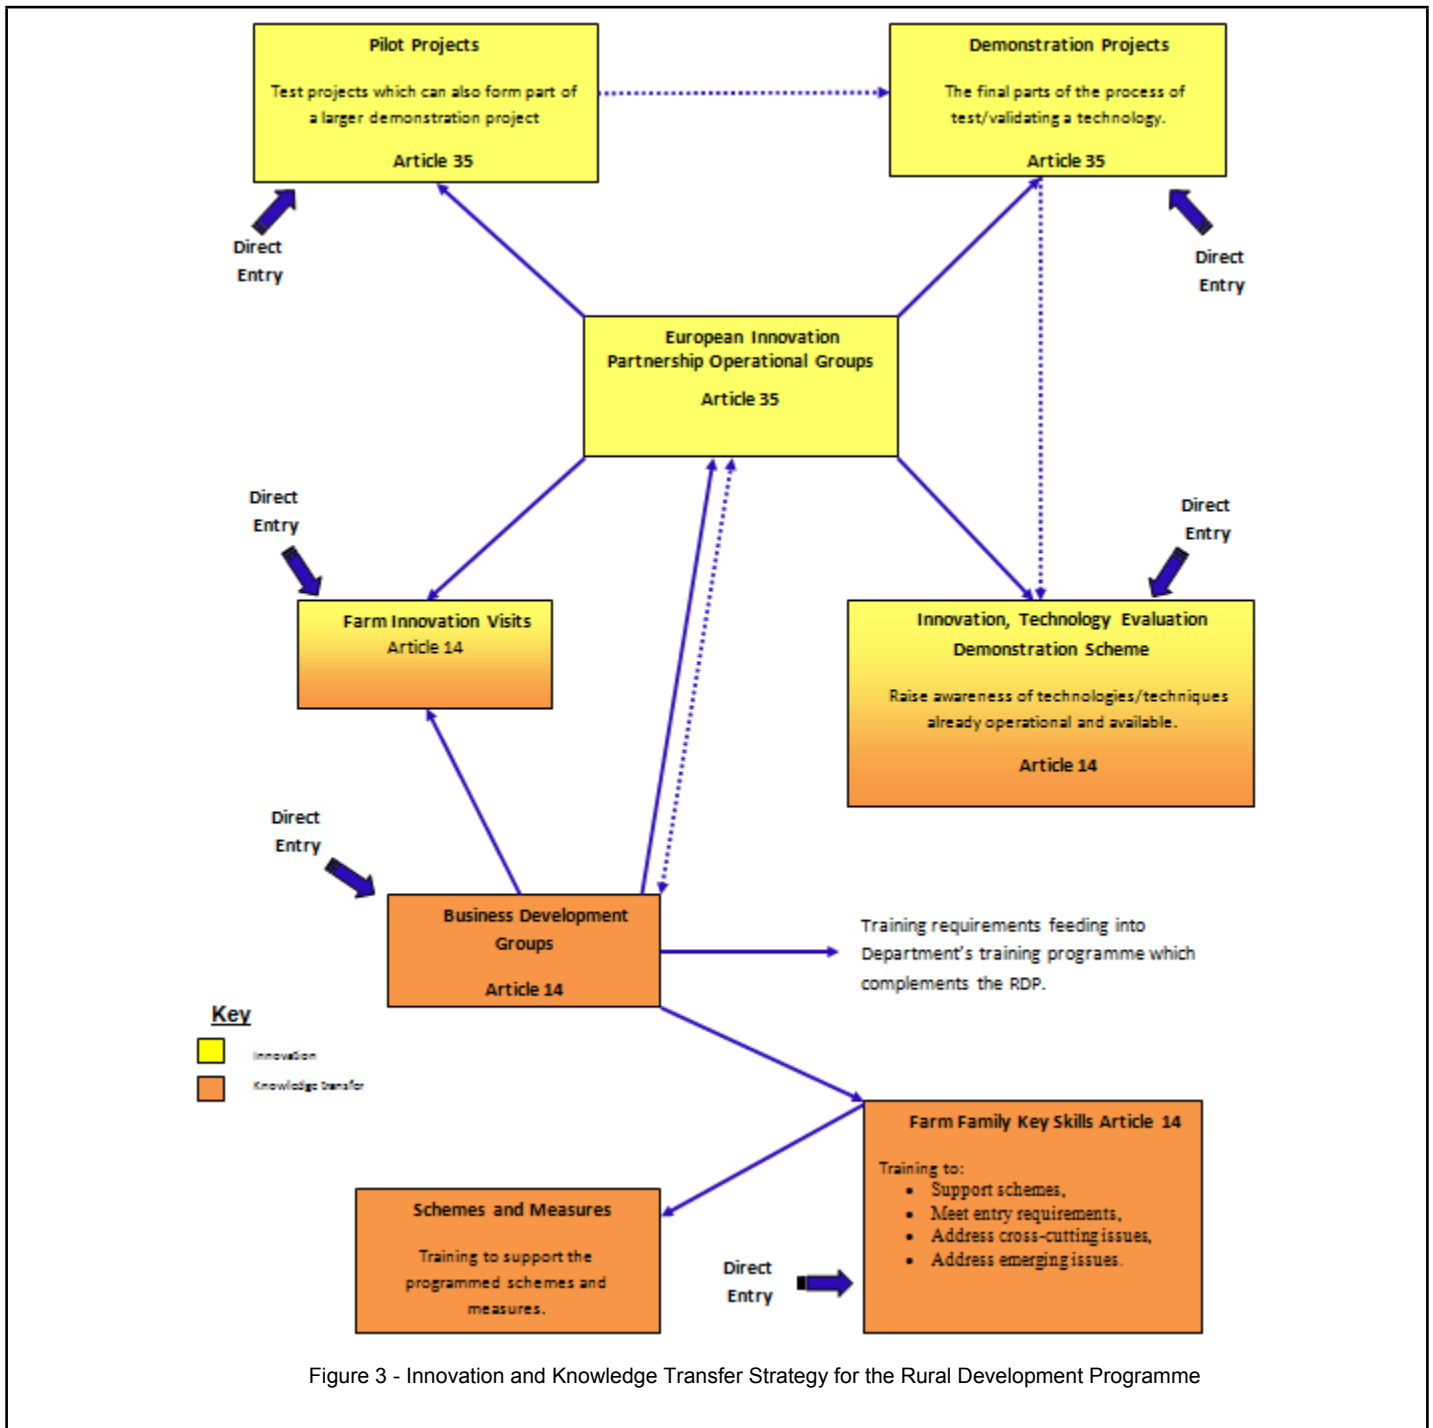 Pilot Projects
Test projects which can also form part of
a larger demonstration project
Article 35
Demonstration Projects
The final parts of the process of
test/validating a technology.
Article 35
Direct
Entry
Direct
Entry
European Innovation
Partnership Operational Groups
Article 35
Direct
Entry
Direct
Entry
Farm Innovation Visits
Article 14
Innovation, Technology Evaluation
Demonstration Scheme
Raise awareness of technologies/techniques
already operational and available.
Article 14
Direct
Entry
Business Development
Groups
Article 14
Training requirements feeding into
Department's training programme which
complements the RDP.
Key
Innovation
Knowledge transfer
Farm Family Key Skills Article 14
Training to:
• Support schemes,
• Meet entry requirements,
• Address cross-cutting issues,
• Address emerging issues.
Schemes and Measures
Training to support the
programmed schemes and
measures.
Direct
Entry
Figure 3 - Innovation and Knowledge Transfer Strategy for the Rural Development Programme